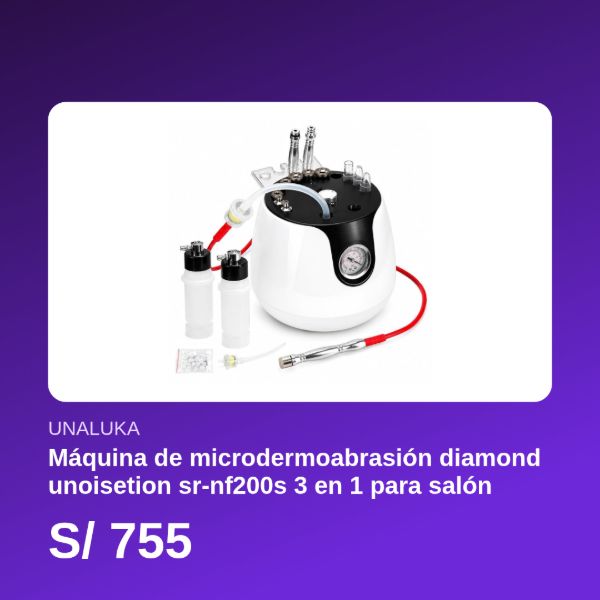 UNALUKA
Máquina de microdermoabrasión diamond
unoisetion sr-nf200s 3 en 1 para salón
S/ 755